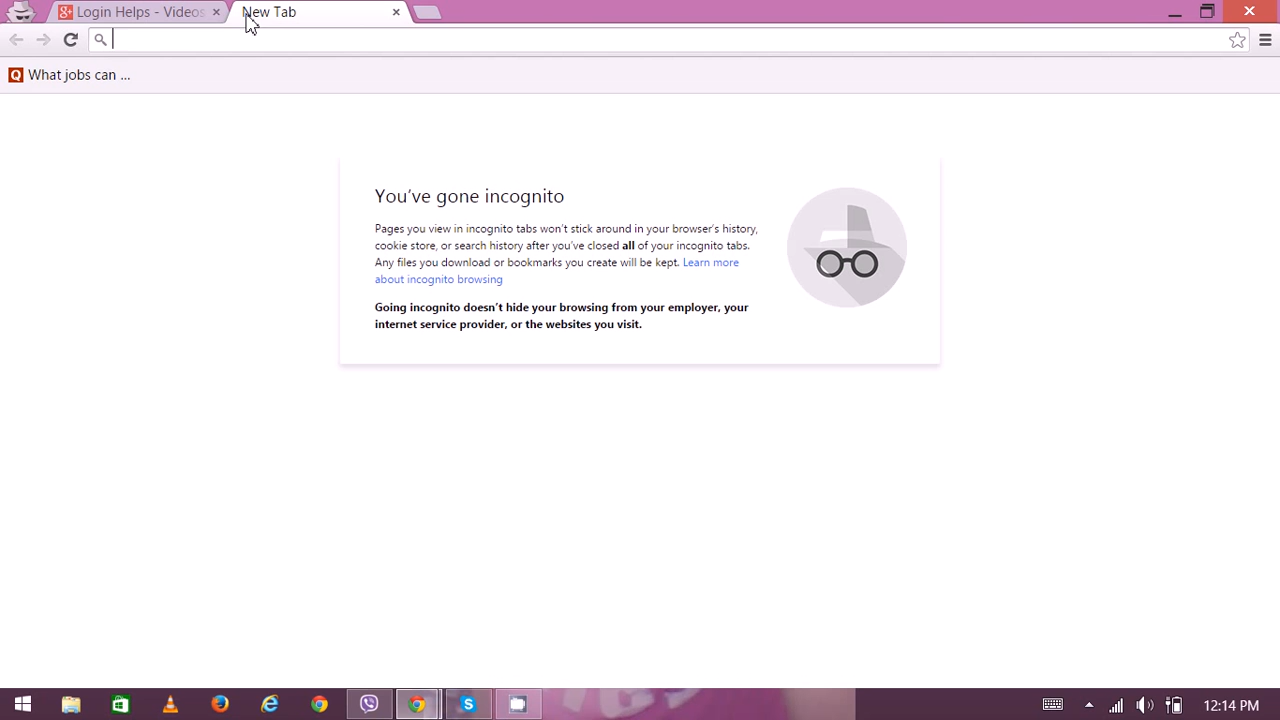 Login Helps - Videos
New Tab
What jobs can ...
You've gone incognito
Pages you view in incognito tabs won't stick around in your browser's history,
cookie store, or search history after you've closed all of your incognito tabs.
Any files you download or bookmarks you create will be kept. Learn more
about incognito browsing
Going incognito doesn't hide your browsing from your employer, your
internet service provider, or the websites you visit.
12:14 PM